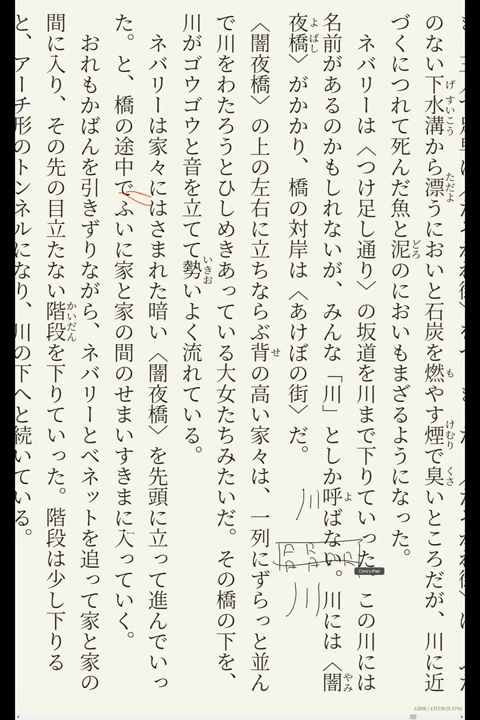 のない下水溝から漂うにおいと石炭を燃やす煙で臭いところだが、川に近
づくにつれて死んだ魚と泥のにおいもまざるようになった。
ネバリーは〈つけ足し通り〉の坂道を川まで下りていった。この川には
名前があるのかもしれないが、みんな「川」としか呼ばない。川には〈闇
夜橋〉がかかり、橋の対岸は〈あけぼの街〉だ。
〈闇夜橋〉の上の左右に立ちならぶ背の高い家々は、一列にずらっと並ん
で川をわたろうとひしめきあっている大女たちみたいだ。その橋の下を、
川がゴウゴウと音を立てて勢いよく流れている。
ネバリーは家々にはさまれた暗い〈闇夜橋〉を先頭に立って進んでいっ
た。と、橋の途中でふいに家と家の間のせまいすきまに入っていく。
おれもかばんを引きずりながら、ネバリーとベネットを追って家と家の
間に入り、その先の目立たない階段を下りていった。階段は少し下りる
と、アーチ形のトンネルになり、川の下へと続いている。
川
川
Chris's iPad